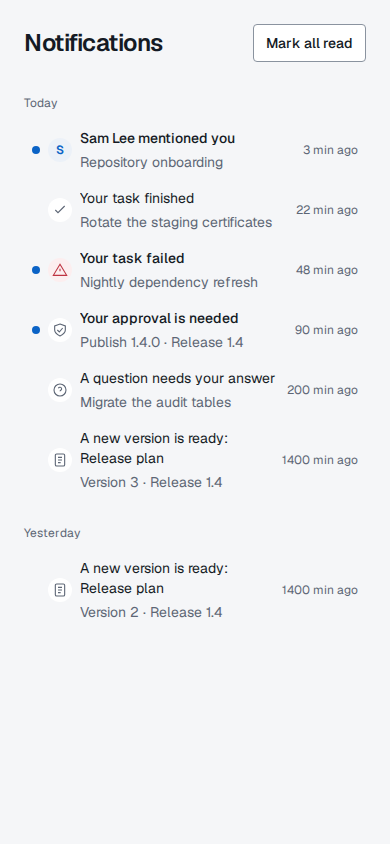 Notifications
Mark all read
Today
S
Sam Lee mentioned you
Repository onboarding
3 min ago
Your task finished
Rotate the staging certificates
22 min ago
Your task failed
Nightly dependency refresh
48 min ago
Your approval is needed
Publish 1.4.0 · Release 1.4
90 min ago
A question needs your answer
Migrate the audit tables
200 min ago
A new version is ready:
Release plan
Version 3 · Release 1.4
1400 min ago
Yesterday
A new version is ready:
Release plan
Version 2 · Release 1.4
1400 min ago